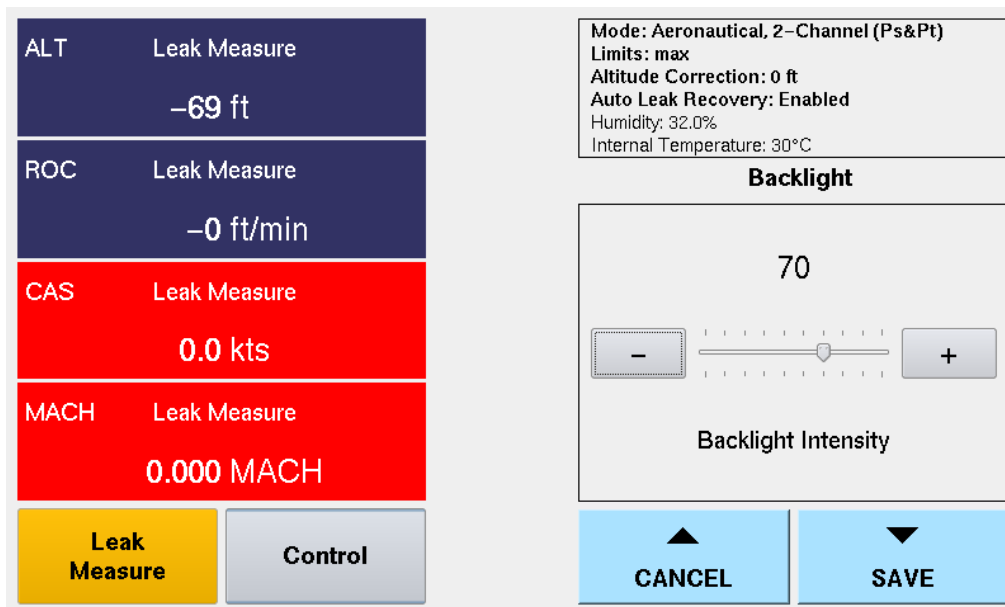 ALT Leak Measure
−69 ft
ROC Leak Measure
−0 ft/min
CAS Leak Measure
0.0 kts
MACH Leak Measure
0.000 MACH
Leak
Measure
Control
Mode: Aeronautical, 2−Channel (Ps&Pt)
Limits: max
Altitude Correction: 0 ft
Auto Leak Recovery: Enabled
Humidity: 32.0%
Internal Temperature: 30°C
Backlight
70
− +
Backlight Intensity
CANCEL SAVE